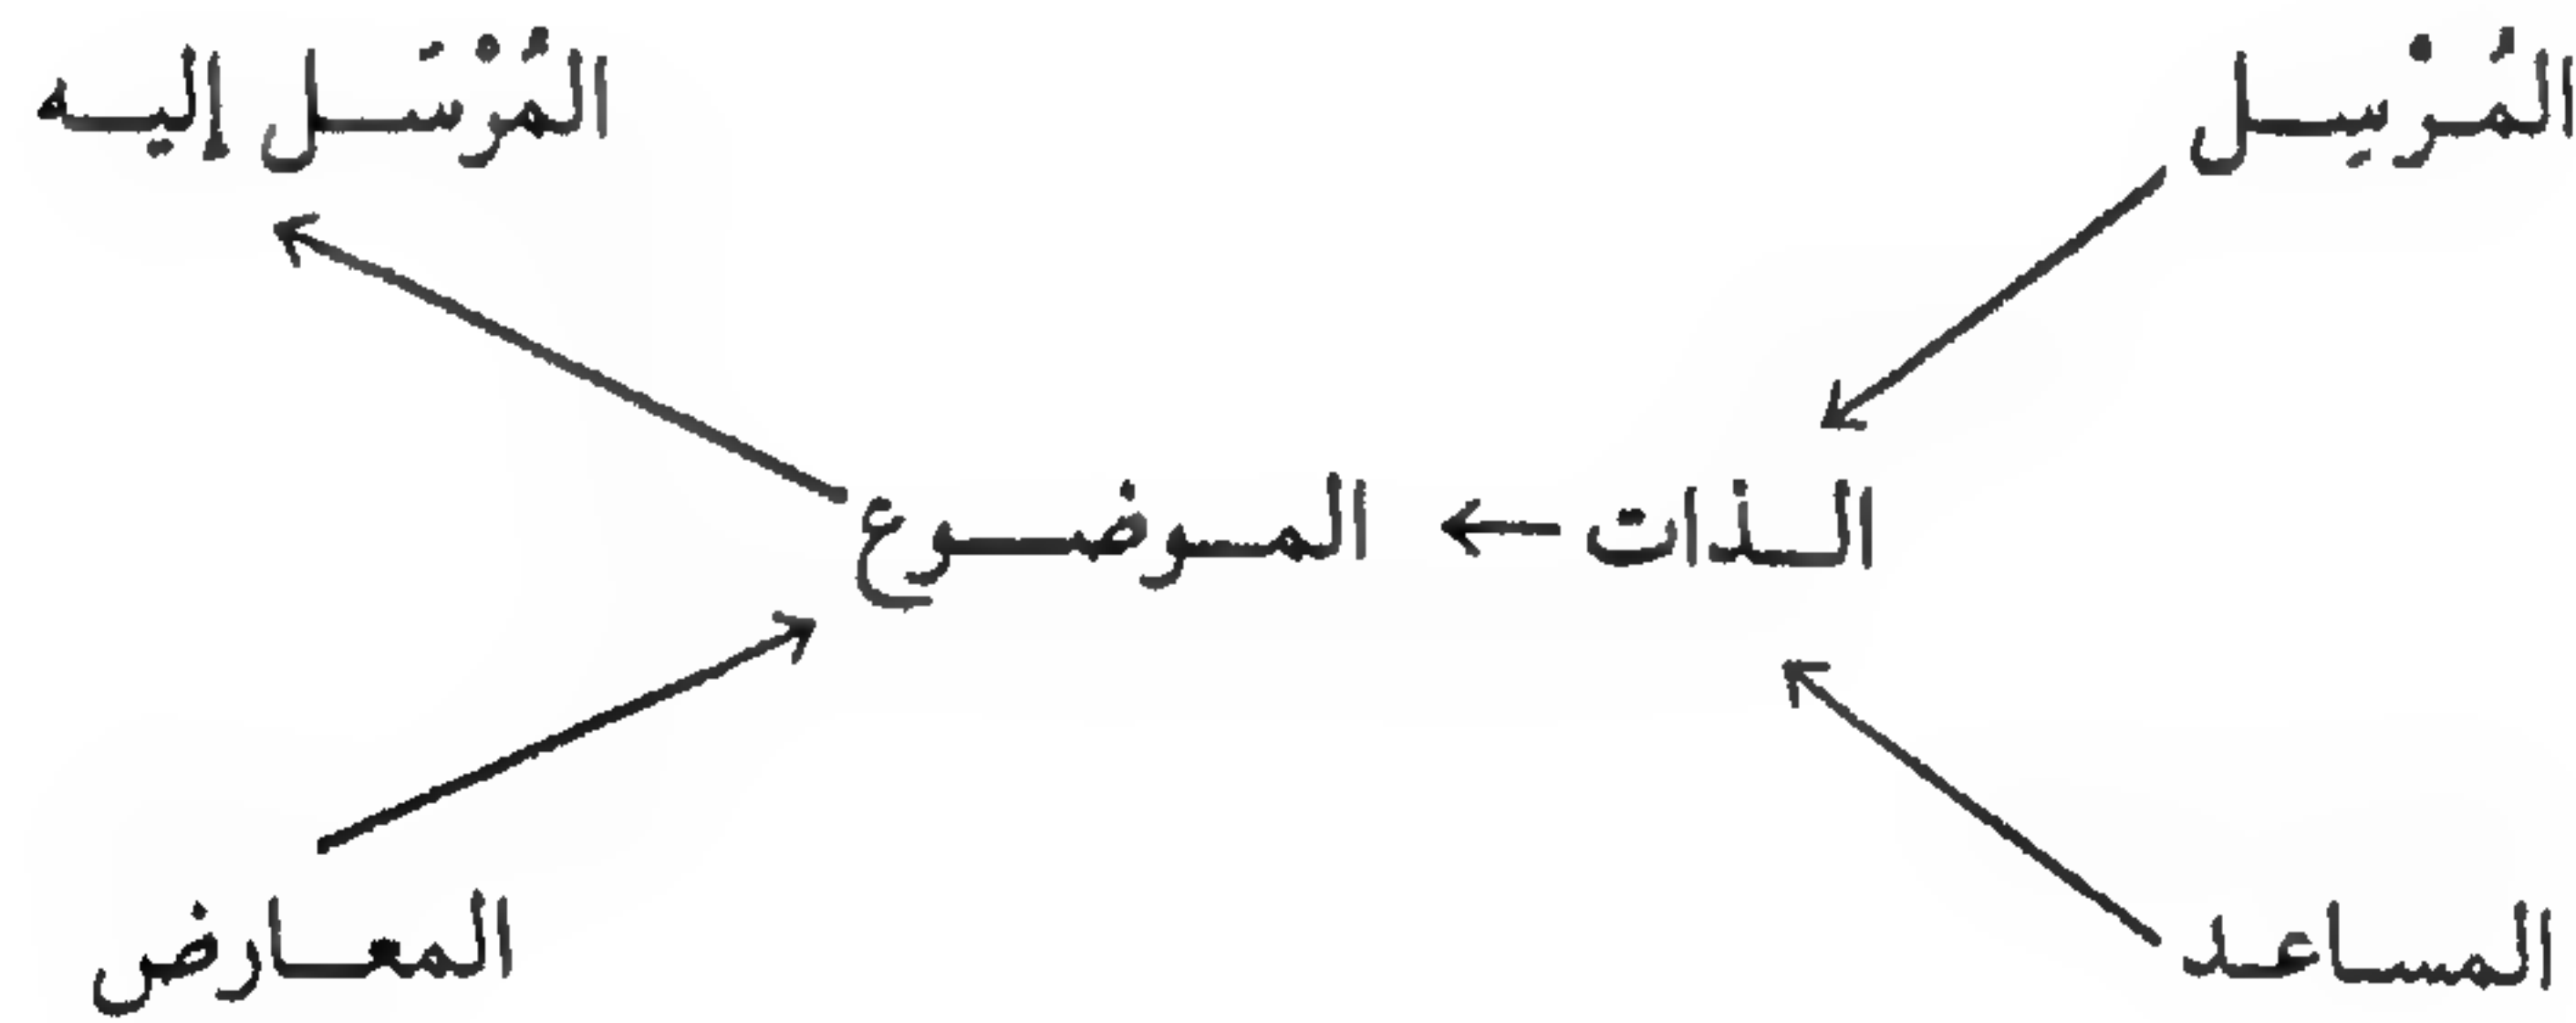 المُرْسِل المُرْسَل إليه
الذات ← الموضوع
المساعد المعارض